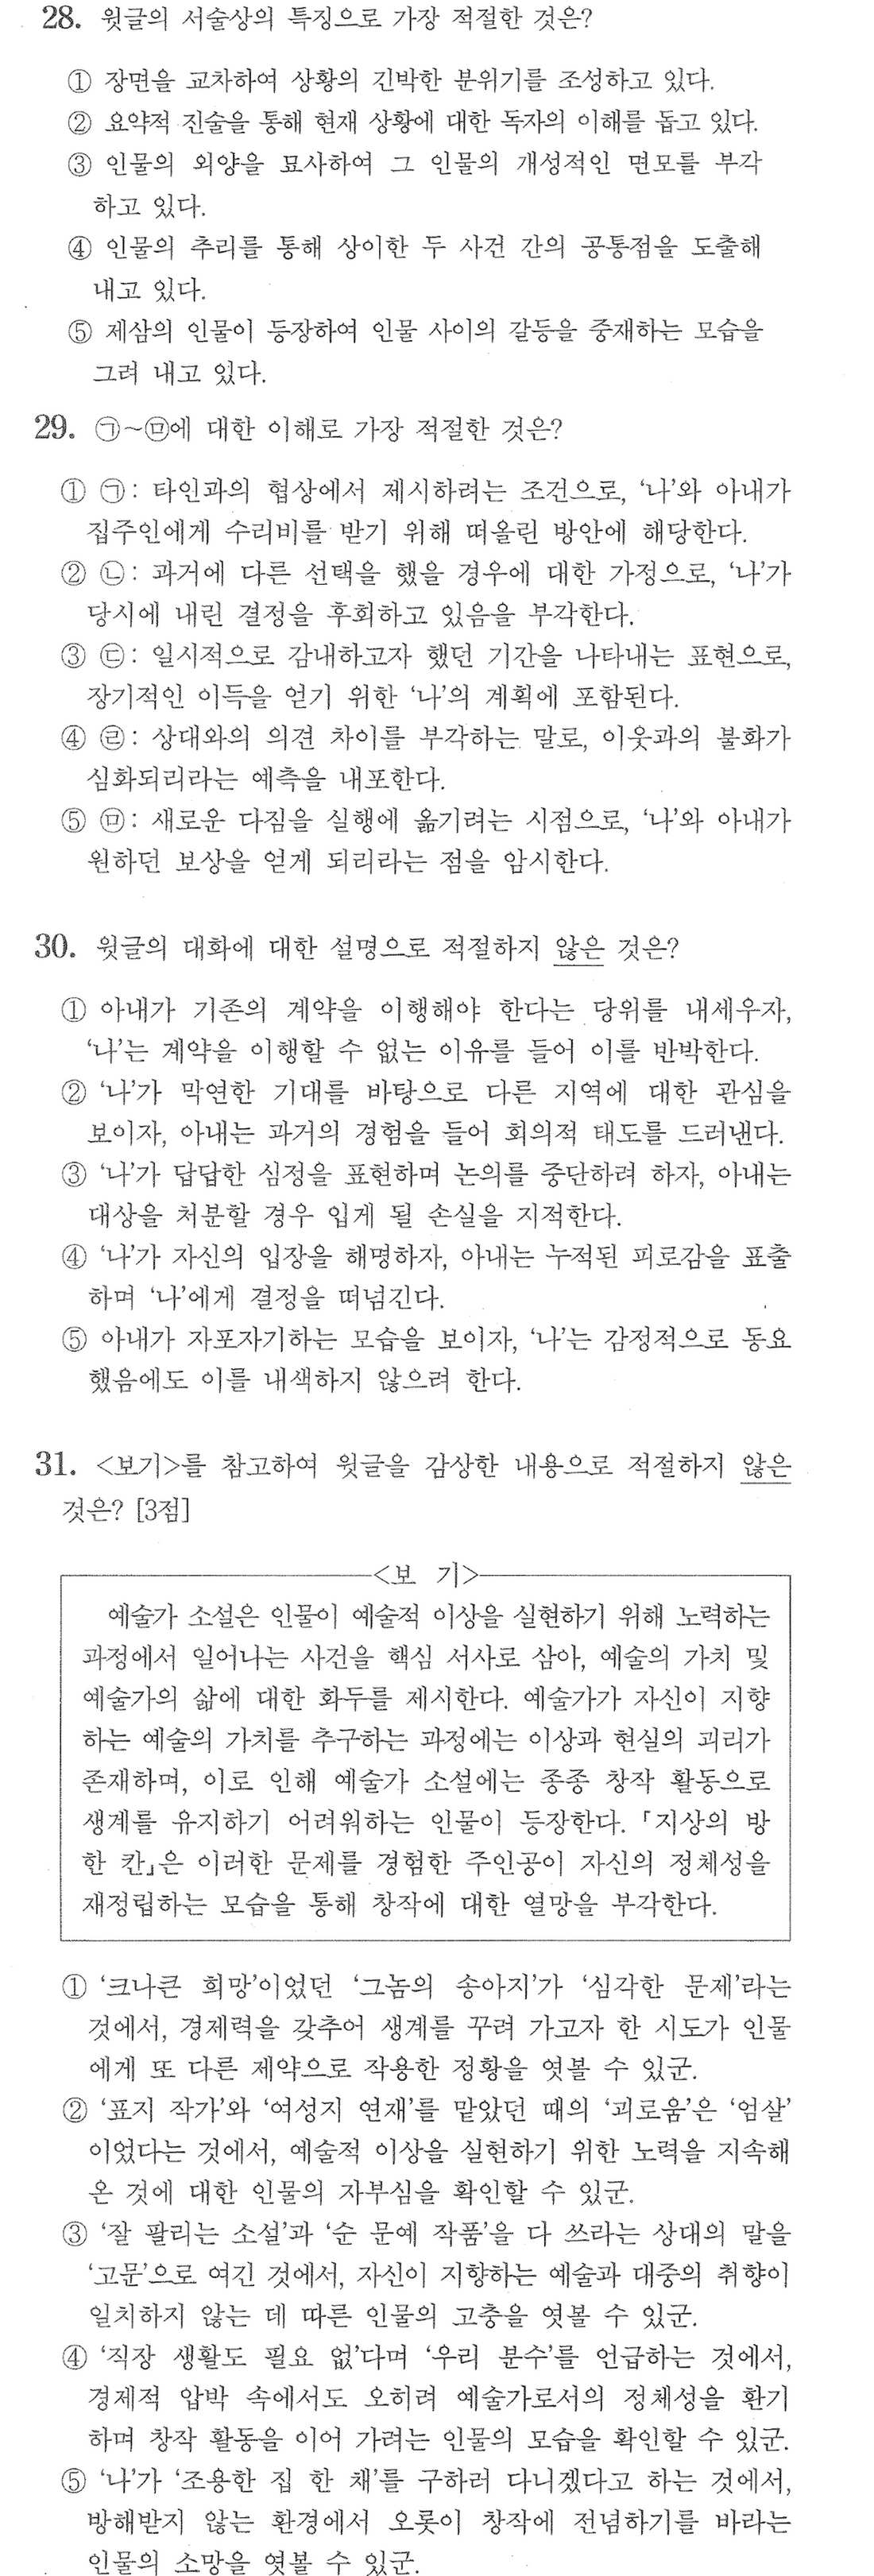 28. 윗글의 서술상의 특징으로 가장 적절한 것은?
① 장면을 교차하여 상황의 긴박한 분위기를 조성하고 있다.
② 요약적 진술을 통해 현재 상황에 대한 독자의 이해를 돕고 있다.
③ 인물의 외양을 묘사하여 그 인물의 개성적인 면모를 부각
하고 있다.
④ 인물의 추리를 통해 상이한 두 사건 간의 공통점을 도출해
내고 있다.
⑤ 제삼의 인물이 등장하여 인물 사이의 갈등을 중재하는 모습을
그려 내고 있다.
29. ㉠~㉤에 대한 이해로 가장 적절한 것은?
① ㉠: 타인과의 협상에서 제시하려는 조건으로, ‘나’와 아내가
집주인에게 수리비를 받기 위해 떠올린 방안에 해당한다.
② ㉡: 과거에 다른 선택을 했을 경우에 대한 가정으로, ‘나’가
당시에 내린 결정을 후회하고 있음을 부각한다.
③ ㉢: 일시적으로 감내하고자 했던 기간을 나타내는 표현으로,
장기적인 이득을 얻기 위한 ‘나’의 계획에 포함된다.
④ ㉣: 상대와의 의견 차이를 부각하는 말로, 이웃과의 불화가
심화되리라는 예측을 내포한다.
⑤ ㉤: 새로운 다짐을 실행에 옮기려는 시점으로, ‘나’와 아내가
원하던 보상을 얻게 되리라는 점을 암시한다.
30. 윗글의 대화에 대한 설명으로 적절하지 않은 것은?
① 아내가 기존의 계약을 이행해야 한다는 당위를 내세우자,
‘나’는 계약을 이행할 수 없는 이유를 들어 이를 반박한다.
② ‘나’가 막연한 기대를 바탕으로 다른 지역에 대한 관심을
보이자, 아내는 과거의 경험을 들어 회의적 태도를 드러낸다.
③ ‘나’가 답답한 심정을 표현하며 논의를 중단하려 하자, 아내는
대상을 처분할 경우 입게 될 손실을 지적한다.
④ ‘나’가 자신의 입장을 해명하자, 아내는 누적된 피로감을 표출
하며 ‘나’에게 결정을 떠넘긴다.
⑤ 아내가 자포자기하는 모습을 보이자, ‘나’는 감정적으로 동요
했음에도 이를 내색하지 않으려 한다.
31. <보기>를 참고하여 윗글을 감상한 내용으로 적절하지 않은
것은? [3점]
<보 기>
예술가 소설은 인물이 예술적 이상을 실현하기 위해 노력하는
과정에서 일어나는 사건을 핵심 서사로 삼아, 예술의 가치 및
예술가의 삶에 대한 화두를 제시한다. 예술가가 자신이 지향
하는 예술의 가치를 추구하는 과정에는 이상과 현실의 괴리가
존재하며, 이로 인해 예술가 소설에는 종종 창작 활동으로
생계를 유지하기 어려워하는 인물이 등장한다. 「지상의 방
한 칸」은 이러한 문제를 경험한 주인공이 자신의 정체성을
재정립하는 모습을 통해 창작에 대한 열망을 부각한다.
① ‘크나큰 희망’이었던 ‘그놈의 송아지’가 ‘심각한 문제’라는
것에서, 경제력을 갖추어 생계를 꾸려 가고자 한 시도가 인물
에게 또 다른 제약으로 작용한 정황을 엿볼 수 있군.
② ‘표지 작가’와 ‘여성지 연재’를 맡았던 때의 ‘괴로움’은 ‘엄살’
이었다는 것에서, 예술적 이상을 실현하기 위한 노력을 지속해
온 것에 대한 인물의 자부심을 확인할 수 있군.
③ ‘잘 팔리는 소설’과 ‘순 문예 작품’을 다 쓰라는 상대의 말을
‘고문’으로 여긴 것에서, 자신이 지향하는 예술과 대중의 취향이
일치하지 않는 데 따른 인물의 고충을 엿볼 수 있군.
④ ‘직장 생활도 필요 없’다며 ‘우리 분수’를 언급하는 것에서,
경제적 압박 속에서도 오히려 예술가로서의 정체성을 환기
하며 창작 활동을 이어 가려는 인물의 모습을 확인할 수 있군.
⑤ ‘나’가 ‘조용한 집 한 채’를 구하러 다니겠다고 하는 것에서,
방해받지 않는 환경에서 오롯이 창작에 전념하기를 바라는
인물의 소망을 엿볼 수 있군.